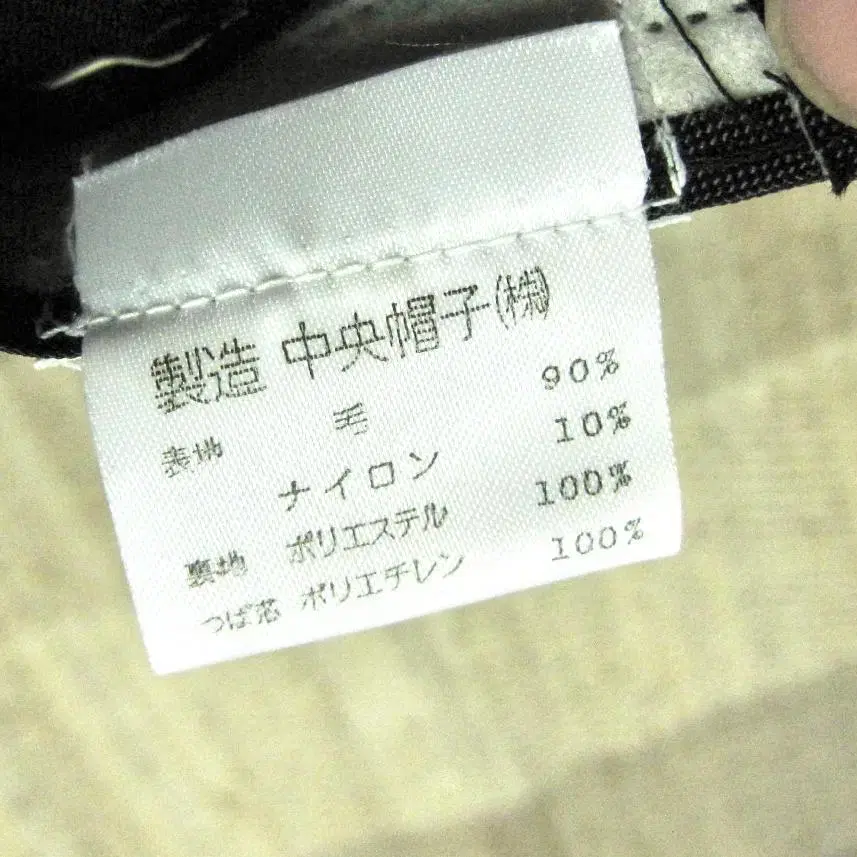 製造 中央帽子(株)
表地 毛 90%
ナイロン 10%
裏地 ポリエステル 100%
つば芯 ポリエチレン 100%